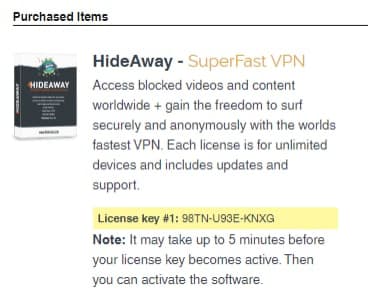 Purchased Items
HIDEAWAY
HIDEAWAY
HideAway - SuperFast VPN
Access blocked videos and content
worldwide + gain the freedom to surf
securely and anonymously with the worlds
fastest VPN. Each license is for unlimited
devices and includes updates and
support.
License key #1: 98TN-U93E-KNXG
Note: It may take up to 5 minutes before
your license key becomes active. Then
you can activate the software.